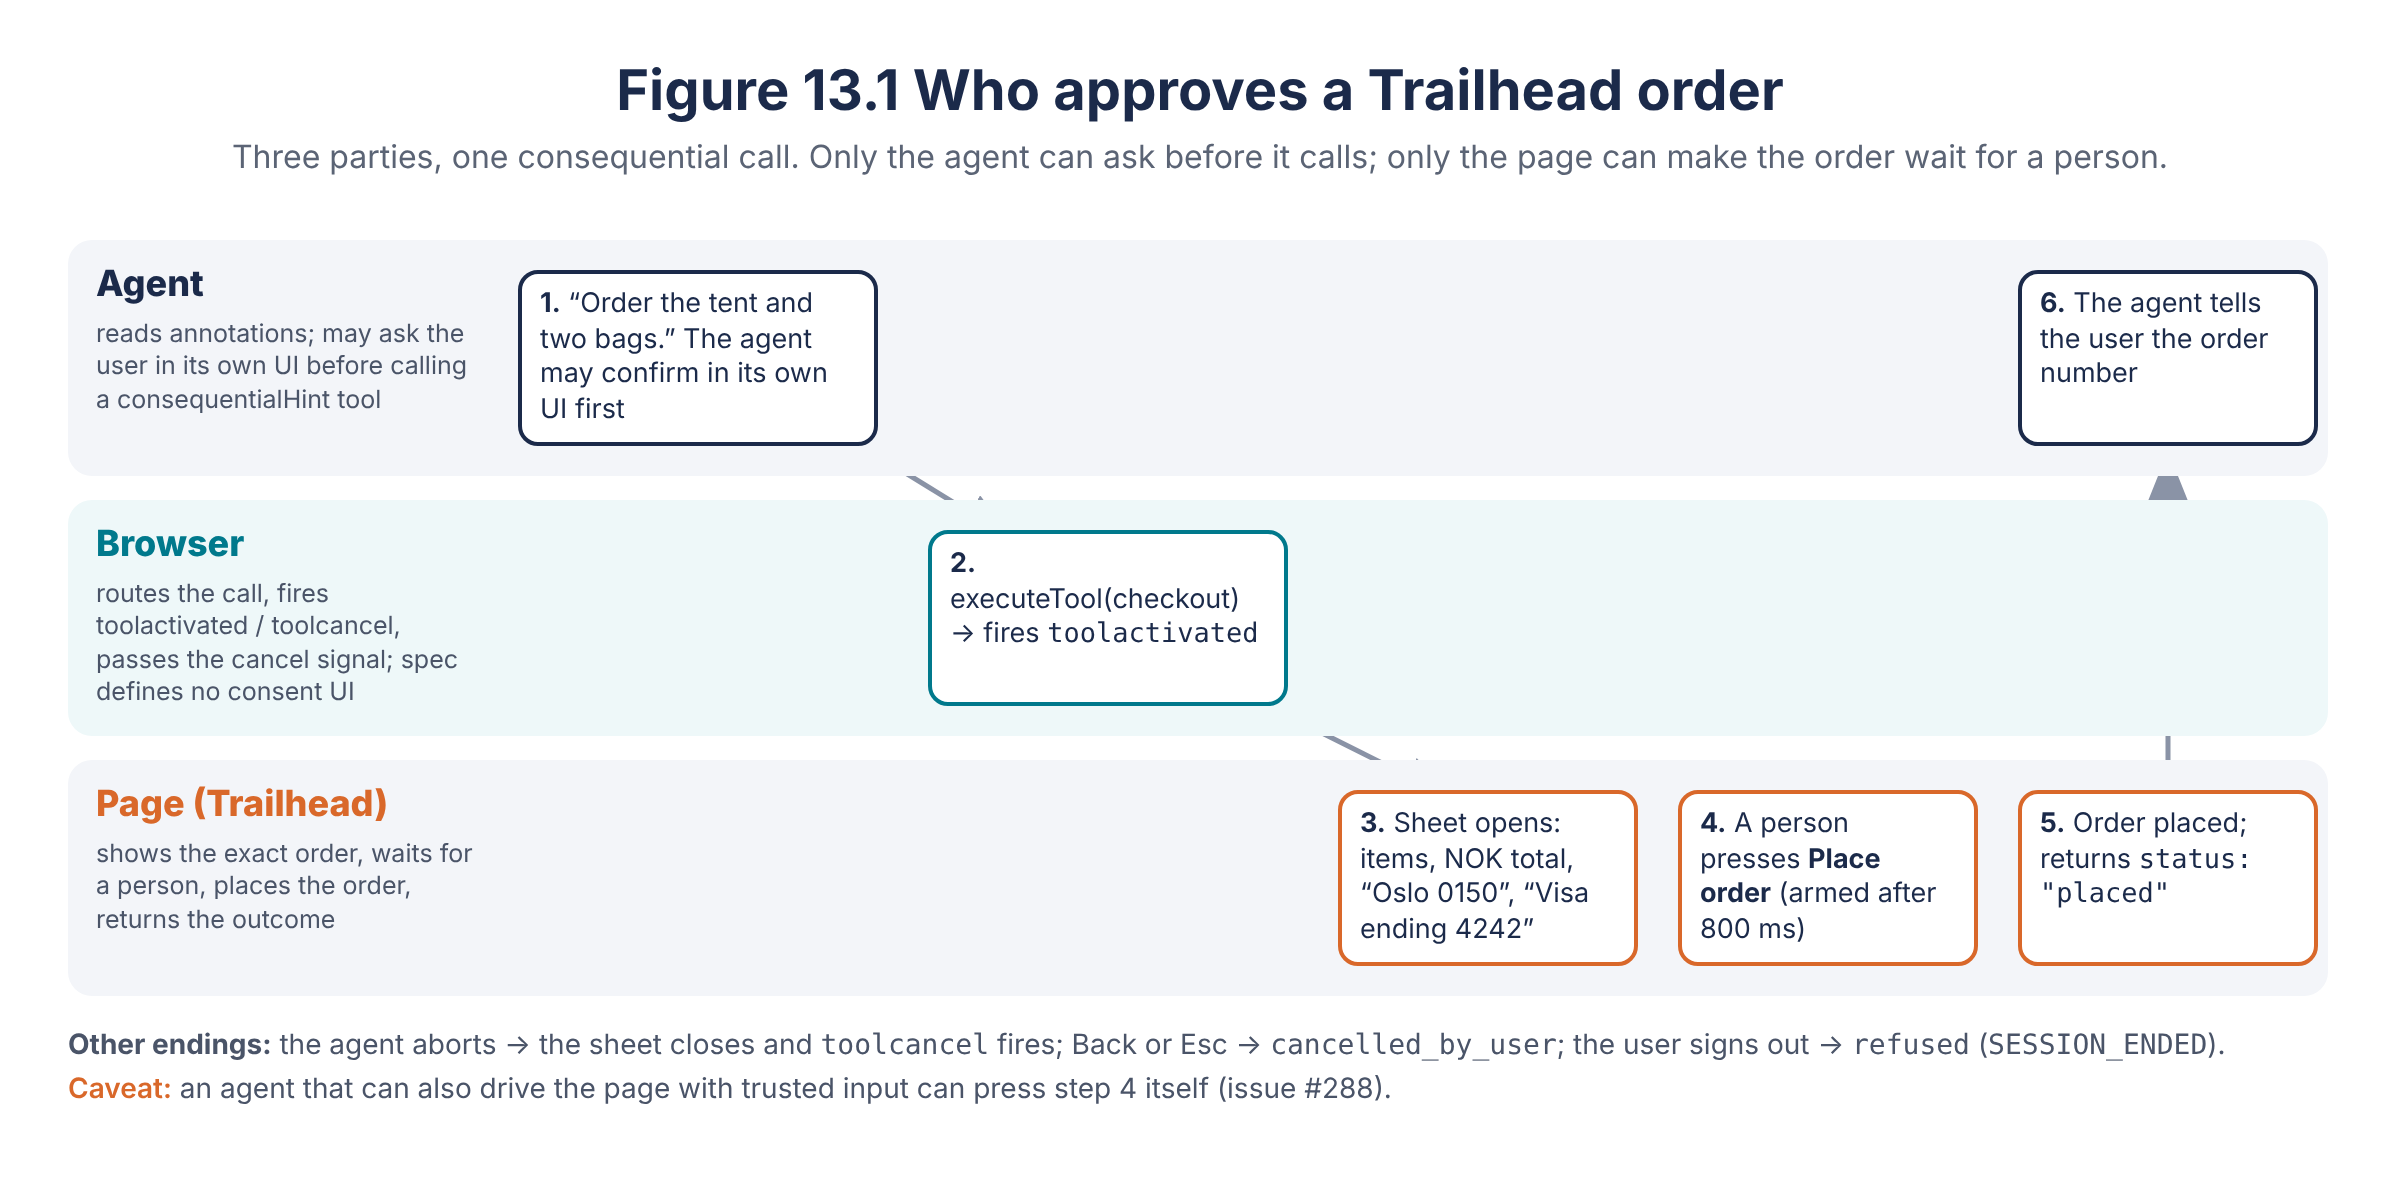 Figure 13.1 Who approves a Trailhead order
Three parties, one consequential call. Only the agent can ask before it calls; only the page can make the order wait for a person.
Agent
reads annotations; may ask the
user in its own UI before calling
a consequentialHint tool
1. “Order the tent and
two bags.” The agent
may confirm in its own
UI first
6. The agent tells
the user the order
number
Browser
routes the call, fires
toolactivated / toolcancel,
passes the cancel signal; spec
defines no consent UI
2.
executeTool(checkout)
→ fires toolactivated
Page (Trailhead)
shows the exact order, waits for
a person, places the order,
returns the outcome
3. Sheet opens:
items, NOK total,
“Oslo 0150”, “Visa
ending 4242”
4. A person
presses Place
order (armed after
800 ms)
5. Order placed;
returns status:
"placed"
Other endings: the agent aborts → the sheet closes and toolcancel fires; Back or Esc → cancelled_by_user; the user signs out → refused (SESSION_ENDED).
Caveat: an agent that can also drive the page with trusted input can press step 4 itself (issue #288).